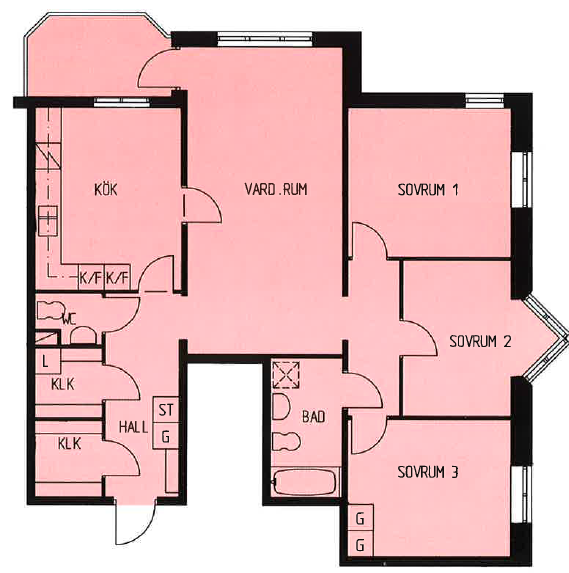 KÖK
VARD.RUM
SOVRUM 1
K/F K/F
WC
SOVRUM 2
L
KLK
ST
HALL
G
BAD
KLK
SOVRUM 3
G
G